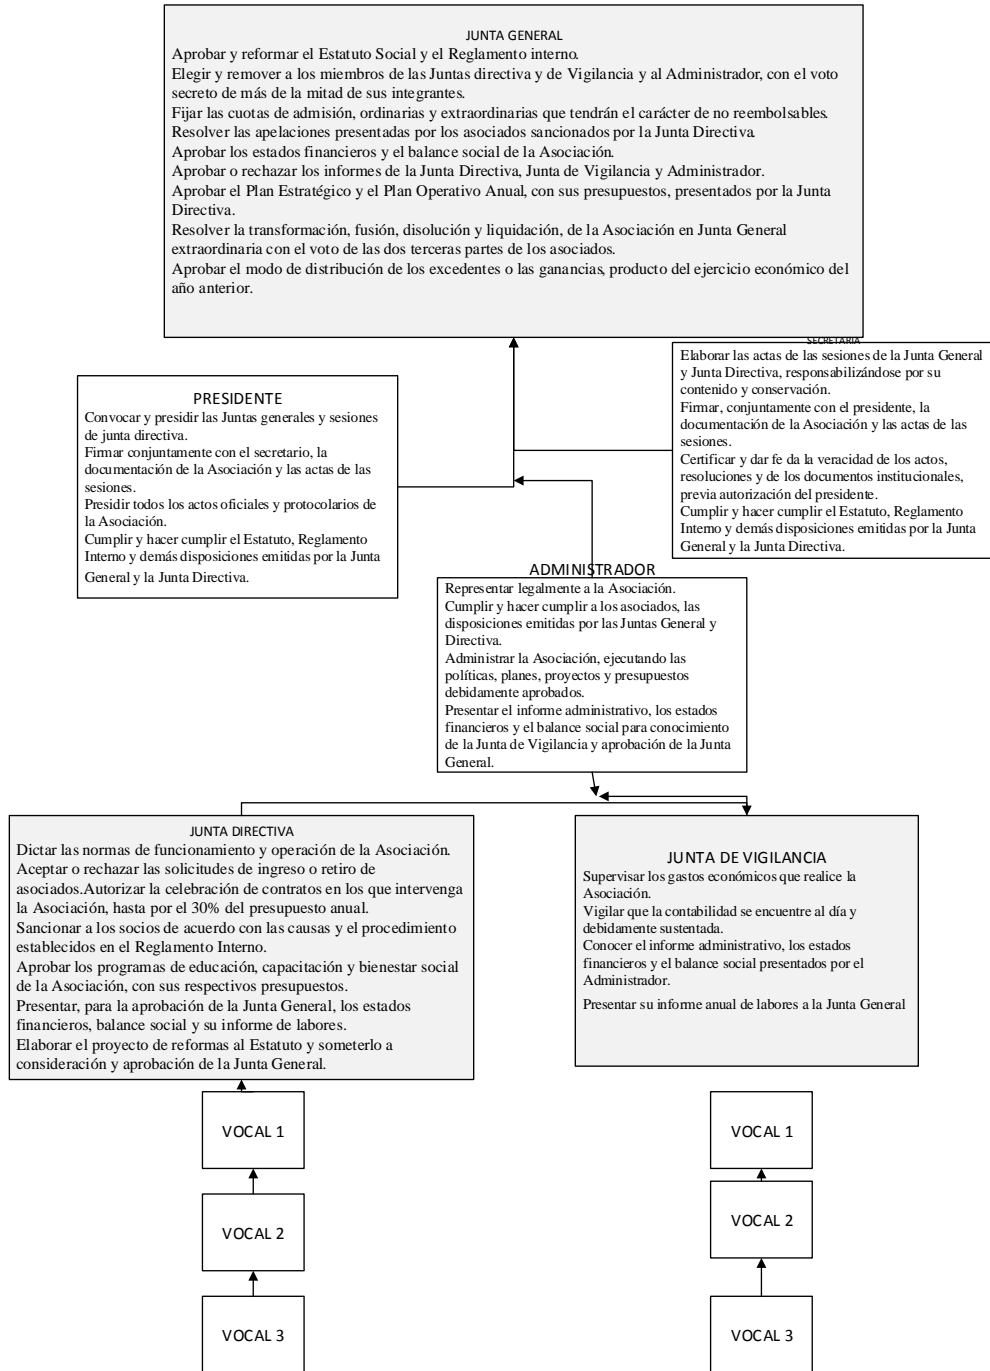 JUNTA GENERAL
Aprobar y reformar el Estatuto Social y el Reglamento interno.
Elegir y remover a los miembros de las Juntas directiva y de Vigilancia y al Administrador, con el voto
secreto de más de la mitad de sus integrantes.
Fijar las cuotas de admisión, ordinarias y extraordinarias que tendrán el carácter de no reembolsables.
Resolver las apelaciones presentadas por los asociados sancionados por la Junta Directiva.
Aprobar los estados financieros y el balance social de la Asociación.
Aprobar o rechazar los informes de la Junta Directiva, Junta de Vigilancia y Administrador.
Aprobar el Plan Estratégico y el Plan Operativo Anual, con sus presupuestos, presentados por la Junta
Directiva.
Resolver la transformación, fusión, disolución y liquidación, de la Asociación en Junta General
extraordinaria con el voto de las dos terceras partes de los asociados.
Aprobar el modo de distribución de los excedentes o las ganancias, producto del ejercicio económico del
año anterior.
PRESIDENTE
Convocar y presidir las Juntas generales y sesiones
de junta directiva.
Firmar conjuntamente con el secretario, la
documentación de la Asociación y las actas de las
sesiones.
Presidir todos los actos oficiales y protocolarios de
la Asociación.
Cumplir y hacer cumplir el Estatuto, Reglamento
Interno y demás disposiciones emitidas por la Junta
General y la Junta Directiva.
SECRETARIA
Elaborar las actas de las sesiones de la Junta General
y Junta Directiva, responsabilizándose por su
contenido y conservación.
Firmar, conjuntamente con el presidente, la
documentación de la Asociación y las actas de las
sesiones.
Certificar y dar fe da la veracidad de los actos,
resoluciones y de los documentos institucionales,
previa autorización del presidente.
Cumplir y hacer cumplir el Estatuto, Reglamento
Interno y demás disposiciones emitidas por la Junta
General y la Junta Directiva.
ADMINISTRADOR
Representar legalmente a la Asociación.
Cumplir y hacer cumplir a los asociados, las
disposiciones emitidas por las Juntas General y
Directiva.
Administrar la Asociación, ejecutando las
políticas, planes, proyectos y presupuestos
debidamente aprobados.
Presentar el informe administrativo, los estados
financieros y el balance social para conocimiento
de la Junta de Vigilancia y aprobación de la Junta
General.
JUNTA DIRECTIVA
Dictar las normas de funcionamiento y operación de la Asociación.
Aceptar o rechazar las solicitudes de ingreso o retiro de
asociados.Autorizar la celebración de contratos en los que intervenga
la Asociación, hasta por el 30% del presupuesto anual.
Sancionar a los socios de acuerdo con las causas y el procedimiento
establecidos en el Reglamento Interno.
Aprobar los programas de educación, capacitación y bienestar social
de la Asociación, con sus respectivos presupuestos.
Presentar, para la aprobación de la Junta General, los estados
financieros, balance social y su informe de labores.
Elaborar el proyecto de reformas al Estatuto y someterlo a
consideración y aprobación de la Junta General.
JUNTA DE VIGILANCIA
Supervisar los gastos económicos que realice la
Asociación.
Vigilar que la contabilidad se encuentre al día y
debidamente sustentada.
Conocer el informe administrativo, los estados
financieros y el balance social presentados por el
Administrador.
Presentar su informe anual de labores a la Junta General
VOCAL 1
VOCAL 2
VOCAL 3
VOCAL 1
VOCAL 2
VOCAL 3